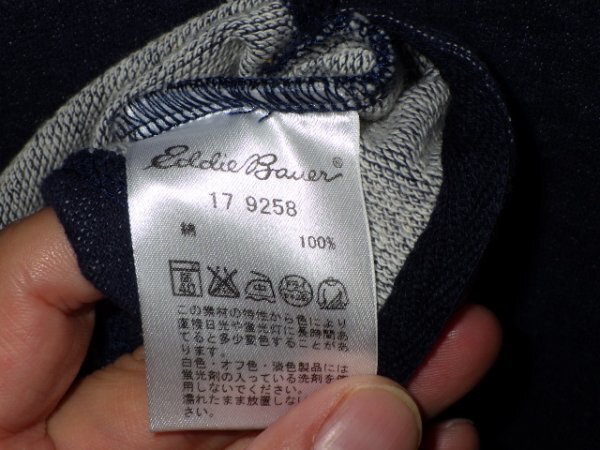 Eddie Bauer®
17 9258
綿 100%
40
この素材の特性から色により
直接日光や蛍光灯に長時間あ
てると多少変色することがあ
ります。
白色・オフ色・淡色製品には
蛍光剤の入っている洗剤を使
用しないでください。
濡れたまま放置しない
さい。